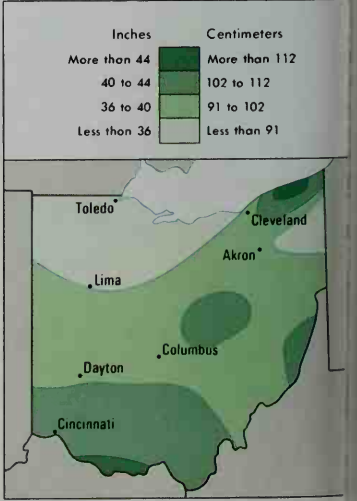 Inches Centimeters
More than 44 More than 112
40 to 44 102 to 112
36 to 40 91 to 102
Less than 36 Less than 91
Toledo
Cleveland
Akron
Lima
Columbus
Dayton
Cincinnati